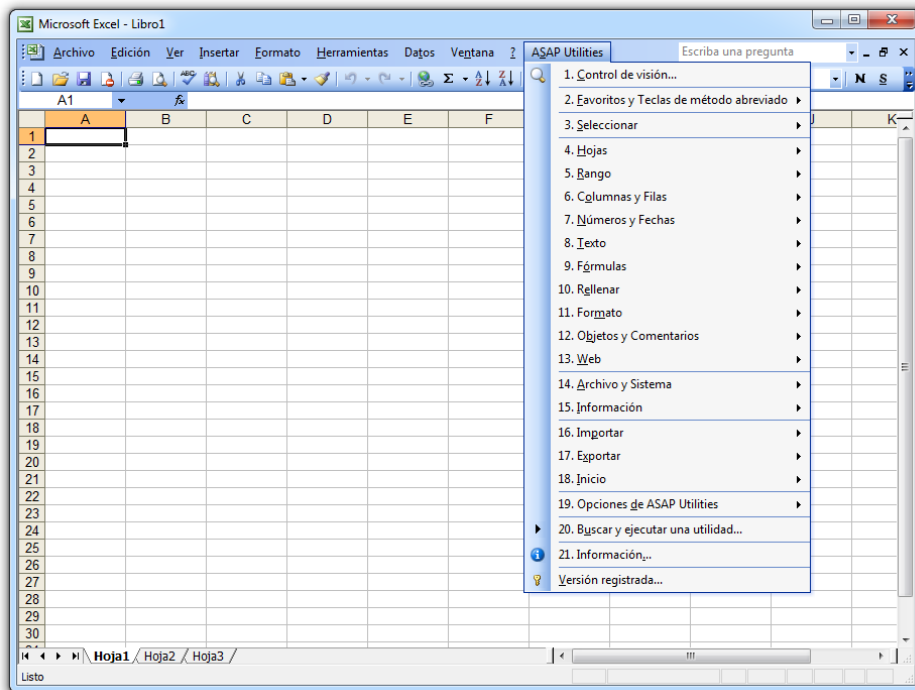 Microsoft Excel - Libro1
Archivo Edición Ver Insertar Formato Herramientas Datos Ventana ? ASAP Utilities Escriba una pregunta
N S
A1 fx
A B C D E F J K
1
2
3
4
5
6
7
8
9
10
11
12
13
14
15
16
17
18
19
20
21
22
23
24
25
26
27
28
29
30
1. Control de visión...
2. Favoritos y Teclas de método abreviado
3. Seleccionar
4. Hojas
5. Rango
6. Columnas y Filas
7. Números y Fechas
8. Texto
9. Fórmulas
10. Rellenar
11. Formato
12. Objetos y Comentarios
13. Web
14. Archivo y Sistema
15. Información
16. Importar
17. Exportar
18. Inicio
19. Opciones de ASAP Utilities
20. Buscar y ejecutar una utilidad...
21. Información...
Versión registrada...
Hoja1 Hoja2 Hoja3
Listo